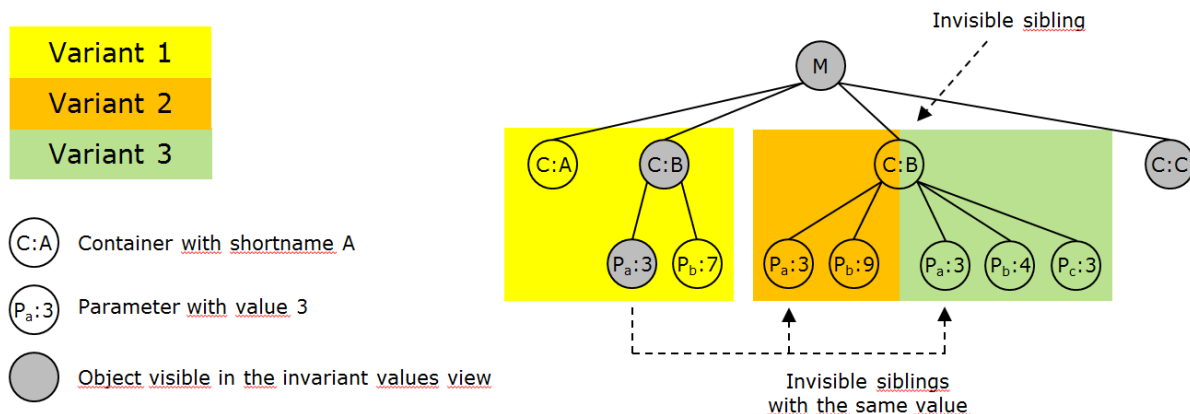 Variant 1
Variant 2
Variant 3
C:A Container with shortname A
Pa:3 Parameter with value 3
Object visible in the invariant values view
Invisible sibling
M
C:A C:B C:B C:C
Pa:3 Pb:7 Pa:3 Pb:9 Pa:3 Pb:4 Pc:3
Invisible siblings
with the same value